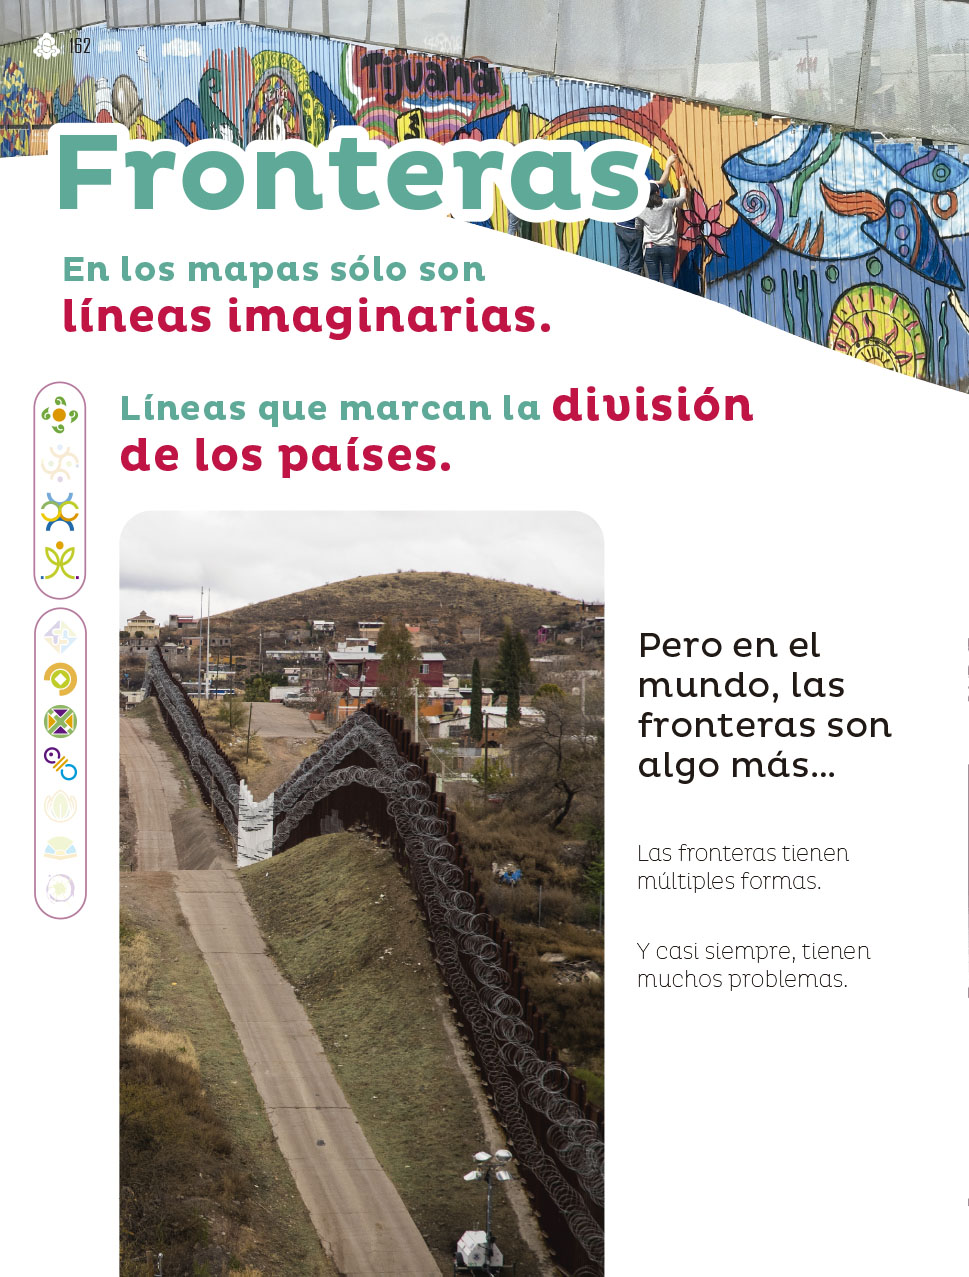 162
Tijuana
Fronteras
En los mapas sólo son
líneas imaginarias.
Líneas que marcan la división
de los países.
Pero en el
mundo, las
fronteras son
algo más...
Las fronteras tienen
múltiples formas.
Y casi siempre, tienen
muchos problemas.